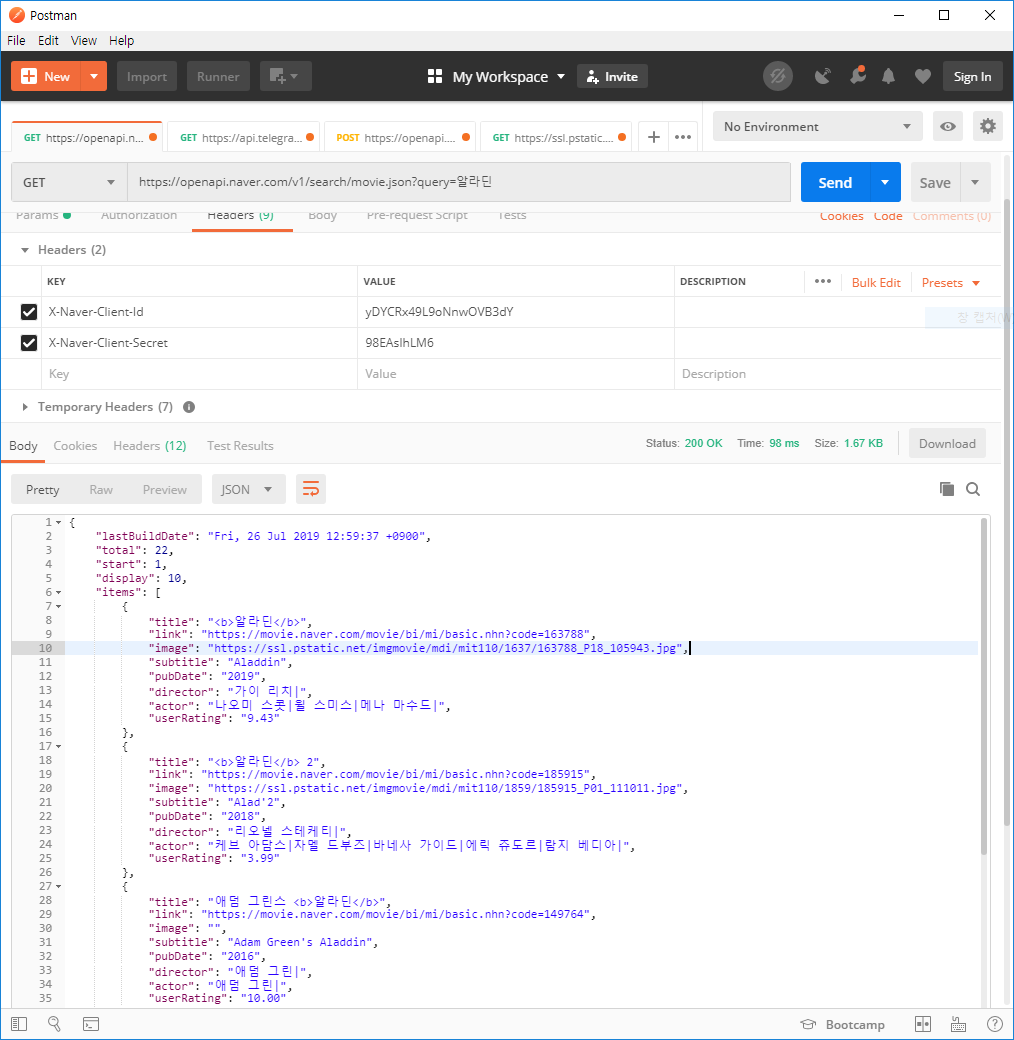 Postman
File Edit View Help
New Import Runner My Workspace Invite Sign In
GET https://openapi.n... GET https://api.telegra... POST https://openapi.... GET https://ssl.pstatic.... No Environment
GET https://openapi.naver.com/v1/search/movie.json?query=알라딘 Send Save
Params Authorization Headers (9) Body Pre-request Script Tests Cookies Code Comments (0)
Headers (2)
KEY VALUE DESCRIPTION Bulk Edit Presets
X-Naver-Client-Id yDYCRx49L9oNnwOVB3dY
창 캡처(W)
X-Naver-Client-Secret 98EAsIhLM6
Key Value Description
Temporary Headers (7)
Body Cookies Headers (12) Test Results Status: 200 OK Time: 98 ms Size: 1.67 KB Download
Pretty Raw Preview JSON
1 {
2 "lastBuildDate": "Fri, 26 Jul 2019 12:59:37 +0900",
3 "total": 22,
4 "start": 1,
5 "display": 10,
6 "items": [
7 {
8 "title": "<b>알라딘</b>",
9 "link": "https://movie.naver.com/movie/bi/mi/basic.nhn?code=163788",
10 "image": "https://ssl.pstatic.net/imgmovie/mdi/mit110/1637/163788_P18_105943.jpg",
11 "subtitle": "Aladdin",
12 "pubDate": "2019",
13 "director": "가이 리치|",
14 "actor": "나오미 스콧|윌 스미스|메나 마수드|",
15 "userRating": "9.43"
16 },
17 {
18 "title": "<b>알라딘</b> 2",
19 "link": "https://movie.naver.com/movie/bi/mi/basic.nhn?code=185915",
20 "image": "https://ssl.pstatic.net/imgmovie/mdi/mit110/1859/185915_P01_111011.jpg",
21 "subtitle": "Alad'2",
22 "pubDate": "2018",
23 "director": "리오넬 스테케티|",
24 "actor": "케브 아담스|자멜 드부즈|바네사 가이드|에릭 쥬도르|람지 베디아|",
25 "userRating": "3.99"
26 },
27 {
28 "title": "애덤 그린스 <b>알라딘</b>",
29 "link": "https://movie.naver.com/movie/bi/mi/basic.nhn?code=149764",
30 "image": "",
31 "subtitle": "Adam Green's Aladdin",
32 "pubDate": "2016",
33 "director": "애덤 그린|",
34 "actor": "애덤 그린|",
35 "userRating": "10.00"
Bootcamp